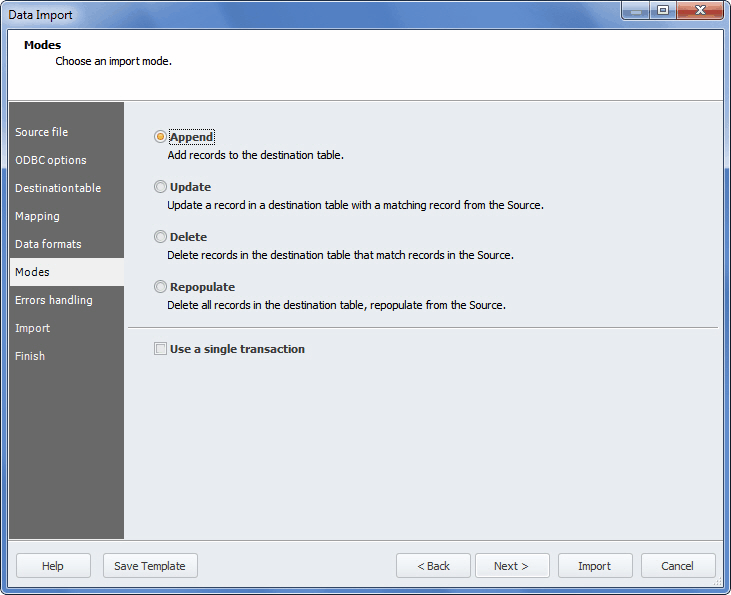 Data Import
Modes
Choose an import mode.
Source file
ODBC options
Destinationtable
Mapping
Data formats
Modes
Errors handling
Import
Finish
Append
Add records to the destination table.
Update
Update a record in a destination table with a matching record from the Source.
Delete
Delete records in the destination table that match records in the Source.
Repopulate
Delete all records in the destination table, repopulate from the Source.
Use a single transaction
Help
Save Template
< Back
Next >
Import
Cancel